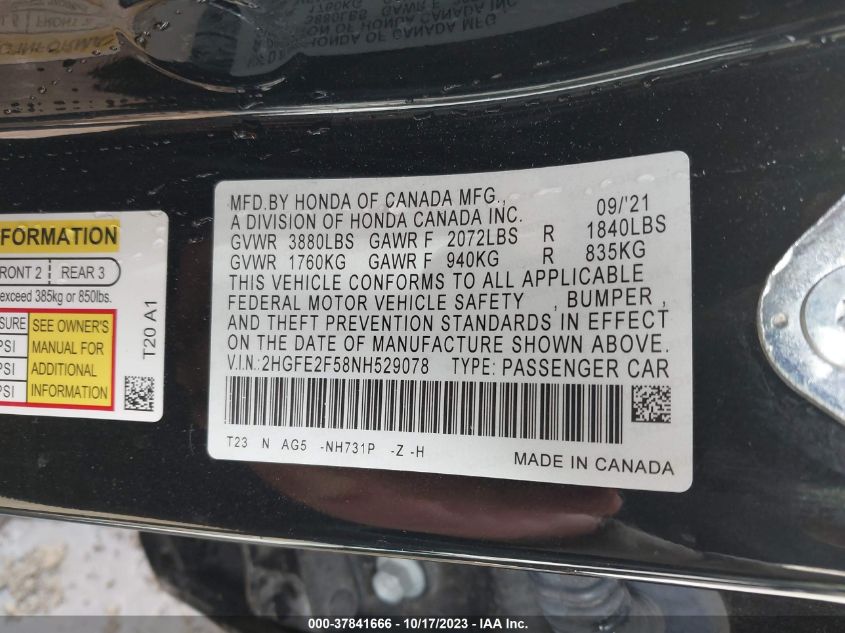 MFD.BY HONDA OF CANADA MFG., 09/'21
A DIVISION OF HONDA CANADA INC.
GVWR 3880LBS GAWR F 2072LBS R 1840LBS
GVWR 1760KG GAWR F 940KG R 835KG
THIS VEHICLE CONFORMS TO ALL APPLICABLE
FEDERAL MOTOR VEHICLE SAFETY , BUMPER ,
AND THEFT PREVENTION STANDARDS IN EFFECT
ON THE DATE OF MANUFACTURE SHOWN ABOVE.
V.I.N: 2HGFE2F58NH529078 TYPE: PASSENGER CAR
T23 N AG5 -NH731P -Z -H
MADE IN CANADA
FORMATION
FRONT 2 REAR 3
exceed 385kg or 850lbs.
SURE SEE OWNER'S
PSI MANUAL FOR
PSI ADDITIONAL
PSI INFORMATION
T20 A1
000-37841666 - 10/17/2023 - IAA Inc.